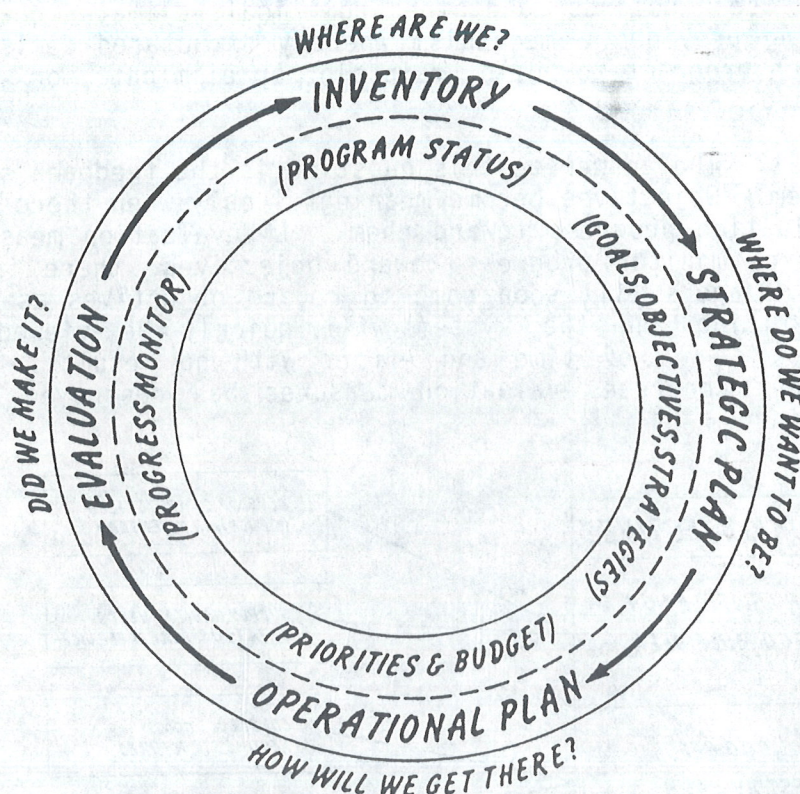 WHERE ARE WE?
INVENTORY
(PROGRAM STATUS)
WHERE DO WE WANT TO BE?
STRATEGIC PLAN
(GOALS, OBJECTIVES, STRATEGIES)
(PRIORITIES & BUDGET)
OPERATIONAL PLAN
HOW WILL WE GET THERE?
DID WE MAKE IT?
EVALUATION
(PROGRESS MONITORY)